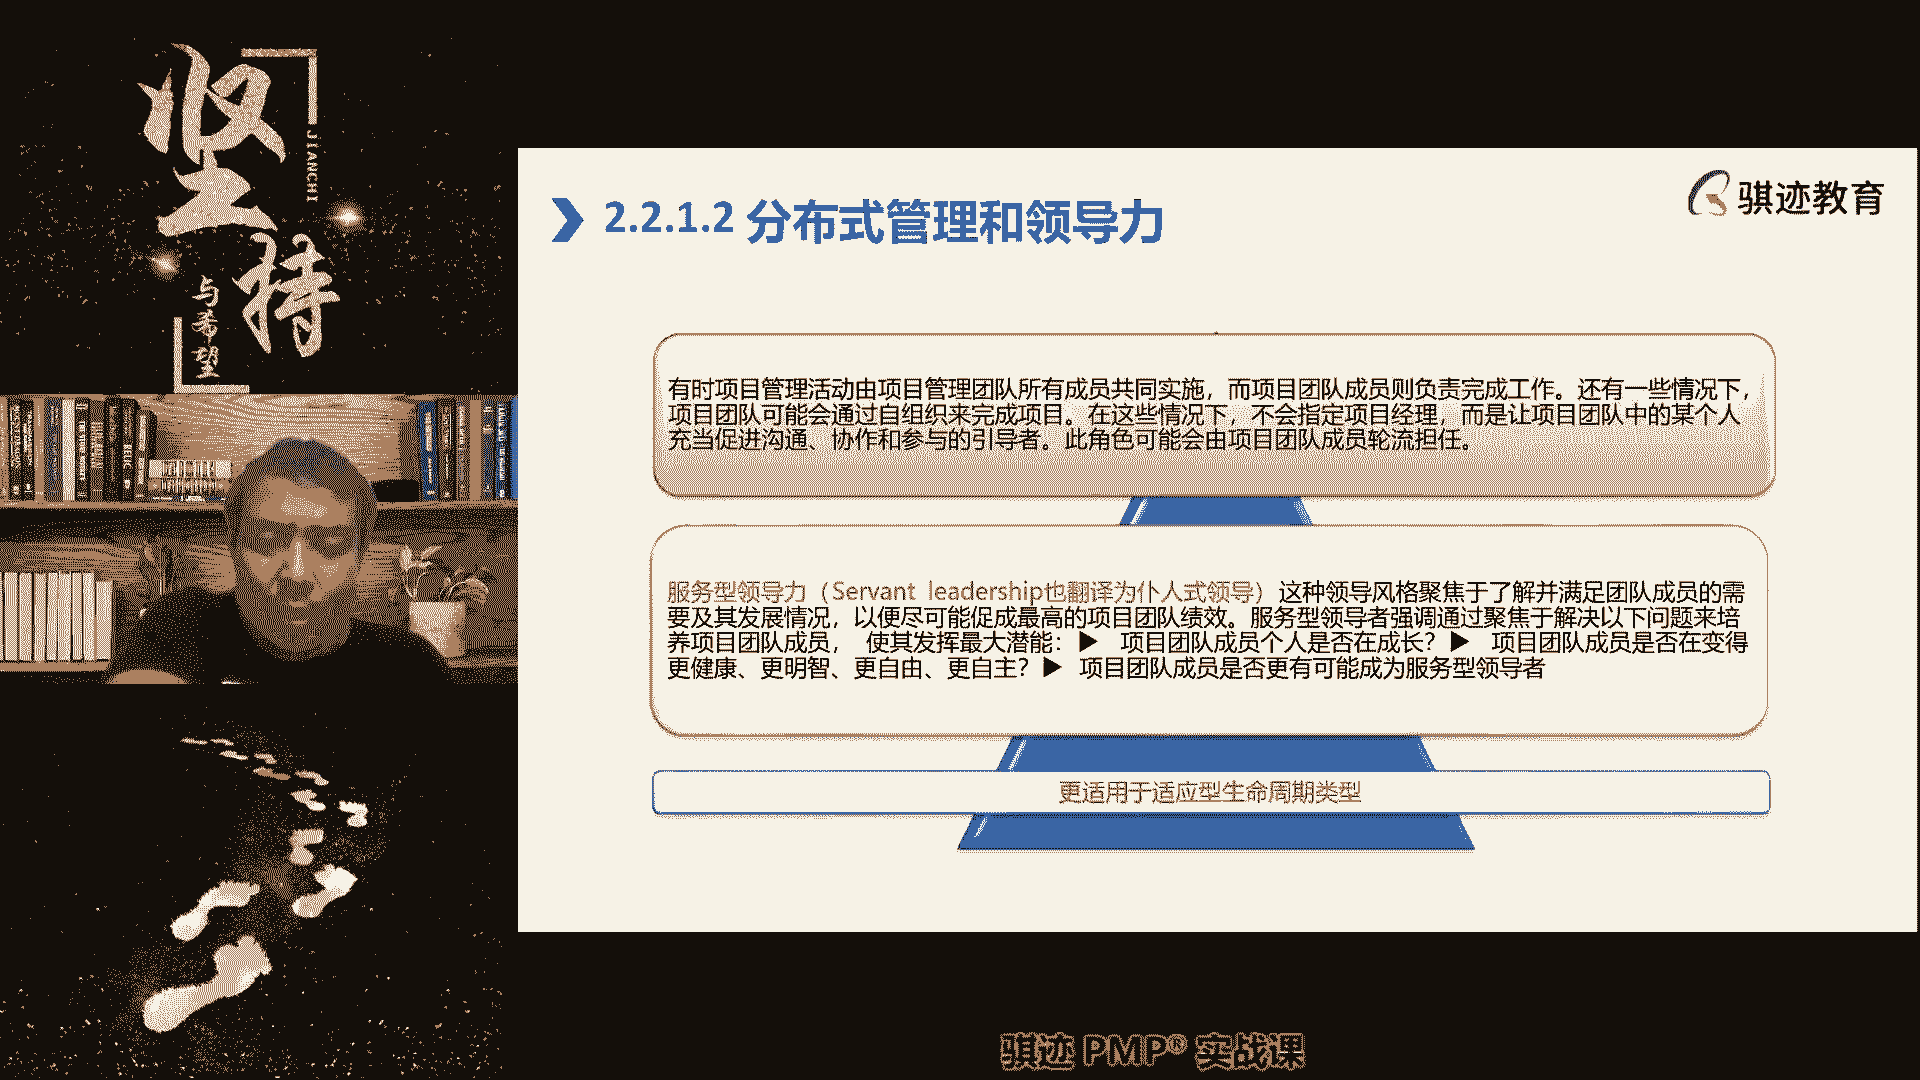 坚持
JIANCHI
与希望
骐迹教育
2.2.1.2 分布式管理和领导力
有时项目管理活动由项目管理团队所有成员共同实施，而项目团队成员则负责完成工作。还有一些情况下，
项目团队可能会通过自组织来完成项目。在这些情况下，不会指定项目经理，而是让项目团队中的某个人
充当促进沟通、协作和参与的引导者。此角色可能会由项目团队成员轮流担任。
服务型领导力（Servant leadership也翻译为仆人式领导）这种领导风格聚焦于了解并满足团队成员的需
要及其发展情况，以便尽可能促成最高的项目团队绩效。服务型领导者强调通过聚焦于解决以下问题来培
养项目团队成员， 使其发挥最大潜能：▶ 项目团队成员个人是否在成长？▶ 项目团队成员是否在变得
更健康、更明智、更自由、更自主？▶ 项目团队成员是否更有可能成为服务型领导者
更适用于适应型生命周期类型
骐迹 PMP® 实战课